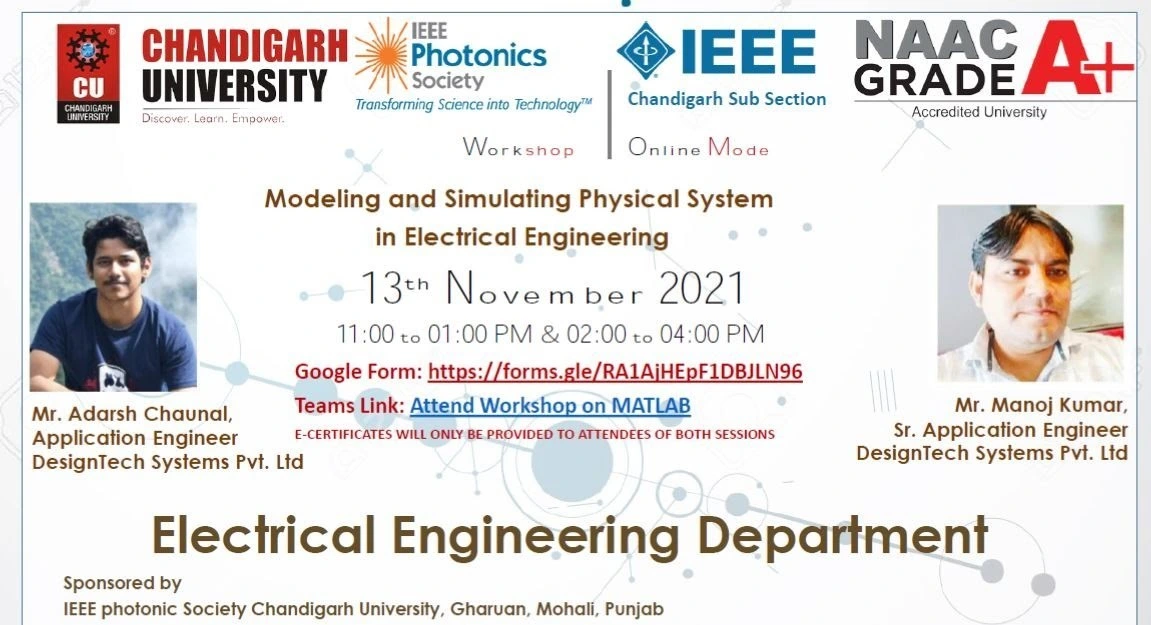 CHANDIGARH
UNIVERSITY
Discover. Learn. Empower.
CU
CHANDIGARH
UNIVERSITY
IEEE
Photonics
Society
Transforming Science into Technology™
IEEE
Chandigarh Sub Section
NAAC
GRADE A+
Accredited University
Workshop
Online Mode
Modeling and Simulating Physical System
in Electrical Engineering
13th November 2021
11:00 to 01:00 PM & 02:00 to 04:00 PM
Google Form: https://forms.gle/RA1AjHEpF1DBJLN96
Teams Link: Attend Workshop on MATLAB
E-CERTIFICATES WILL ONLY BE PROVIDED TO ATTENDEES OF BOTH SESSIONS
Mr. Adarsh Chaunal,
Application Engineer
DesignTech Systems Pvt. Ltd
Mr. Manoj Kumar,
Sr. Application Engineer
DesignTech Systems Pvt. Ltd
Electrical Engineering Department
Sponsored by
IEEE photonic Society Chandigarh University, Gharuan, Mohali, Punjab